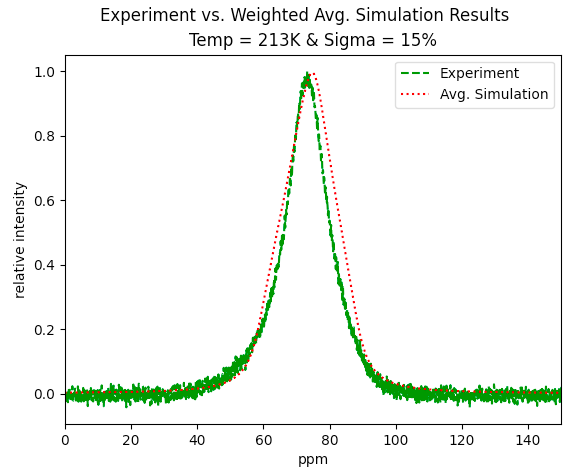 Experiment vs. Weighted Avg. Simulation Results
Temp = 213K & Sigma = 15%
Experiment
Avg. Simulation
relative intensity
1.0
0.8
0.6
0.4
0.2
0.0
0 20 40 60 80 100 120 140
ppm